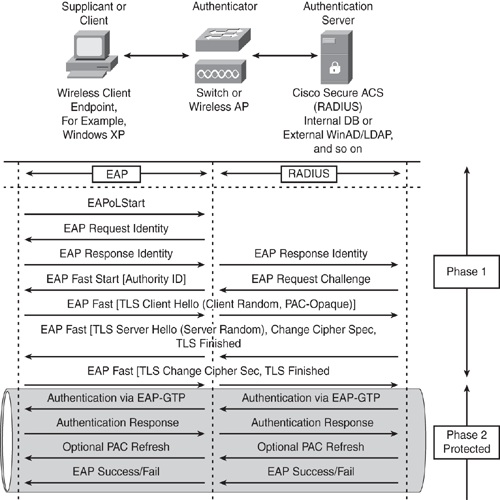 Supplicant or
Client
Authenticator
Authentication
Server
Wireless Client
Endpoint,
For Example,
Windows XP
Switch or
Wireless AP
Cisco Secure ACS
(RADIUS)
Internal DB or
External WinAD/LDAP,
and so on
EAP
RADIUS
EAPoLStart
EAP Request Identity
EAP Response Identity
EAP Response Identity
EAP Fast Start [Authority ID]
EAP Request Challenge
EAP Fast [TLS Client Hello (Client Random, PAC-Opaque)]
EAP Fast [TLS Server Hello (Server Random), Change Cipher Spec,
TLS Finished
EAP Fast [TLS Change Cipher Sec, TLS Finished
Phase 1
Authentication via EAP-GTP
Authentication via EAP-GTP
Authentication Response
Authentication Response
Optional PAC Refresh
Optional PAC Refresh
EAP Success/Fail
EAP Success/Fail
Phase 2
Protected